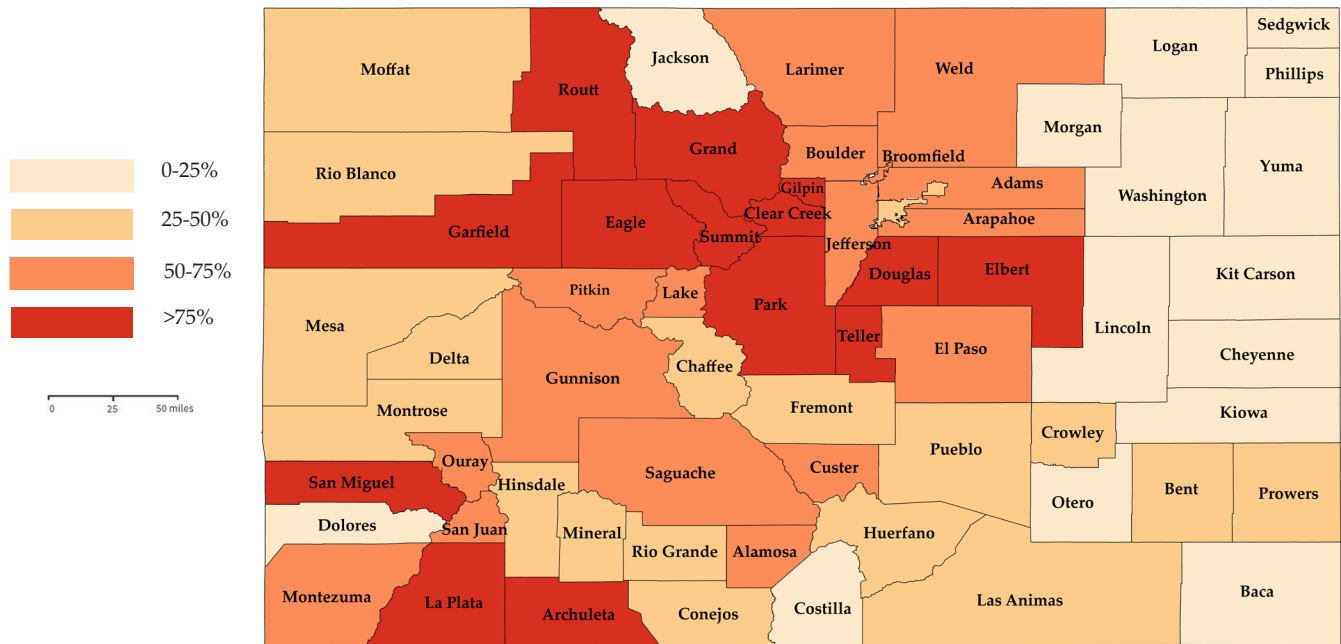 Sedgwick
Jackson
Logan
Moffat
Larimer
Weld
Phillips
Routt
Morgan
Grand
Boulder
Broomfield
0-25%
Rio Blanco
Yuma
Gilpin
Adams
Washington
25-50%
Clear Creek
Arapahoe
Garfield
Eagle
Summit
Jefferson
50-75%
Douglas
Elbert
Kit Carson
Pitkin
Lake
Park
>75%
Mesa
Teller
Lincoln
El Paso
Delta
Chaffee
Cheyenne
Gunnison
0 25 50 miles
Montrose
Fremont
Kiowa
Crowley
Pueblo
Ouray
Saguache
Custer
San Miguel
Hinsdale
Bent
Prowers
Otero
Dolores
San Juan
Mineral
Huerfano
Rio Grande
Alamosa
Montezuma
La Plata
Archuleta
Conejos
Costilla
Las Animas
Baca